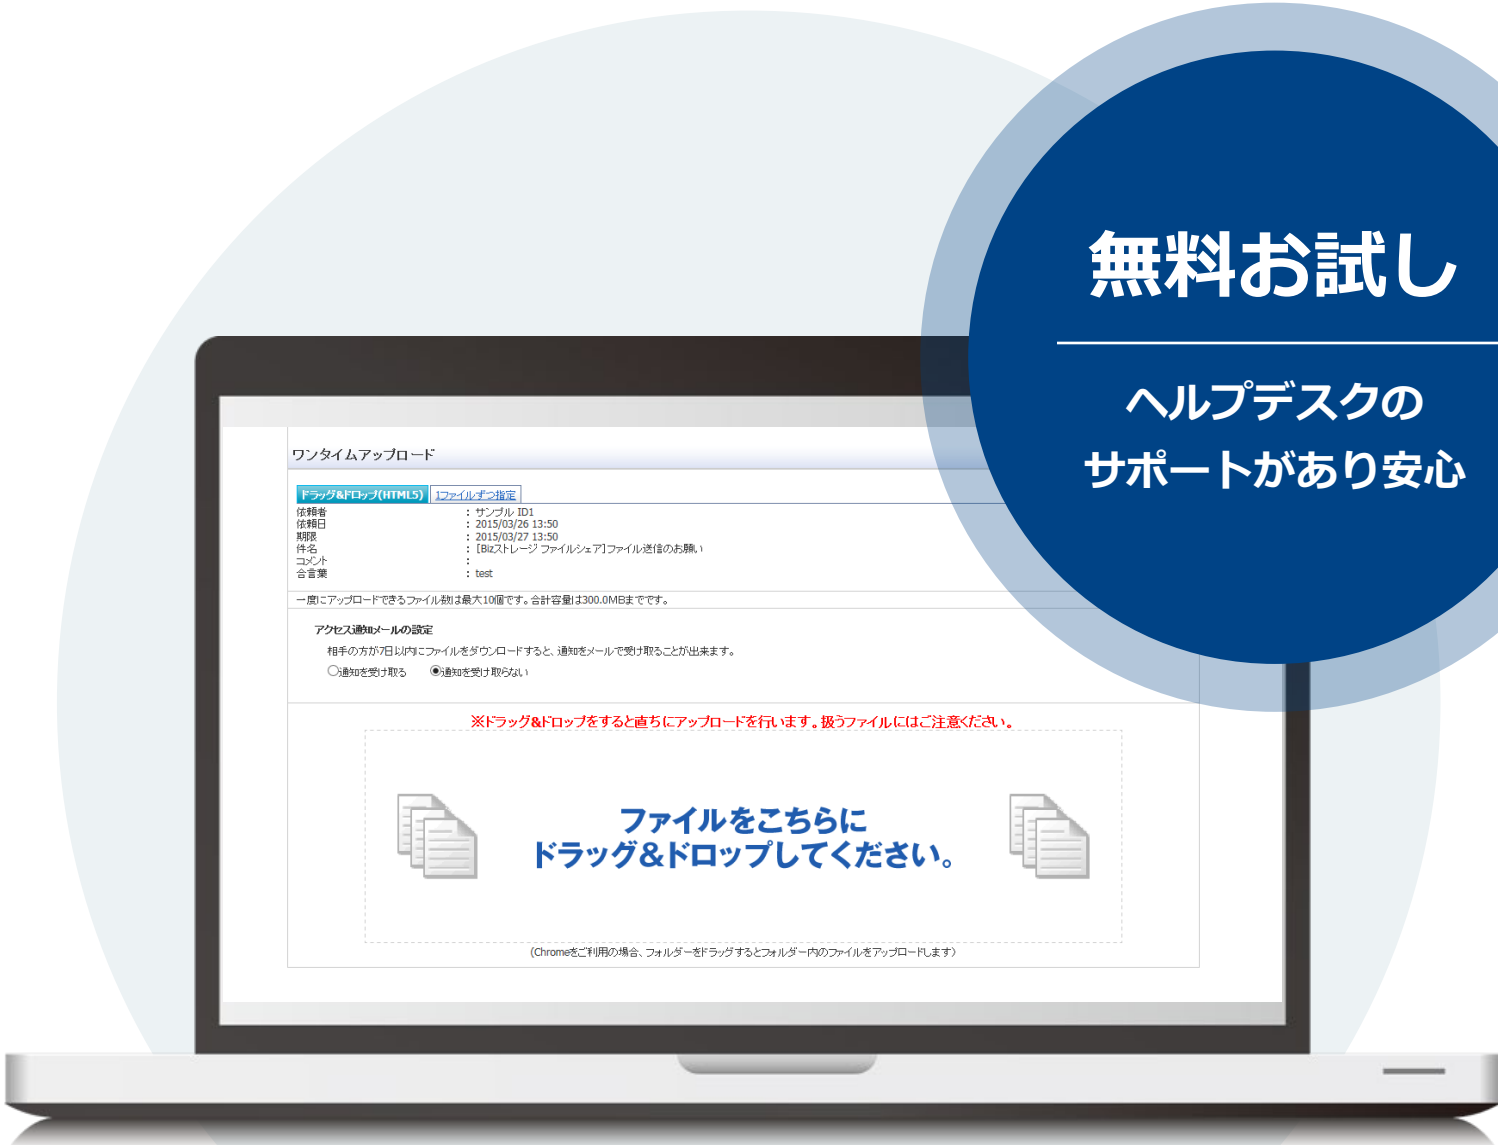 無料お試し
ヘルプデスクの
サポートがあり安心
ワンタイムアップロード
ドラッグ&ドロップ(HTML5) 1ファイルずつ指定
依頼者 : サンプル ID1
依頼日 : 2015/03/26 13:50
期限 : 2015/03/27 13:50
件名 : [Bizストレージ ファイルシェア]ファイル送信のお願い
コメント :
合言葉 : test
一度にアップロードできるファイル数は最大10個です。合計容量は300.0MBまでです。
アクセス通知メールの設定
相手の方が7日以内にファイルをダウンロードすると、通知をメールで受け取ることが出来ます。
通知を受け取る 通知を受け取らない
※ドラッグ&ドロップをすると直ちにアップロードを行います。扱うファイルにはご注意ください。
ファイルをこちらに
ドラッグ&ドロップしてください。
(Chromeをご利用の場合、フォルダーをドラッグするとフォルダー内のファイルをアップロードします)